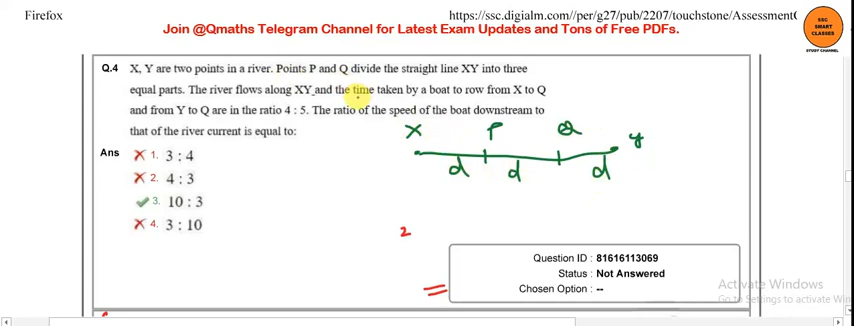 Firefox
https://ssc.digialm.com//per/g27/pub/2207/touchstone/AssessmentQ
Join @Qmaths Telegram Channel for Latest Exam Updates and Tons of Free PDFs.
SSC
SMART
CLASSES
STUDY CHANNEL
Q.4 X, Y are two points in a river. Points P and Q divide the straight line XY into three
equal parts. The river flows along XY and the time taken by a boat to row from X to Q
and from Y to Q are in the ratio 4 : 5. The ratio of the speed of the boat downstream to
that of the river current is equal to:
X P Q y
d d d
Ans
1. 3 : 4
2. 4 : 3
3. 10 : 3
4. 3 : 10
2
=
Question ID : 81616113069
Status : Not Answered
Chosen Option : --
Activate Windows
Go to Settings to activate Win